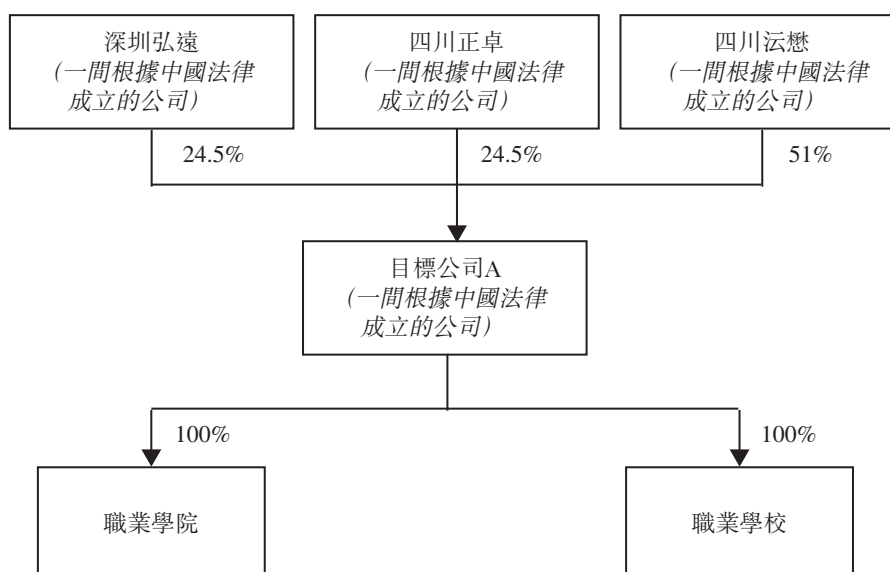 深圳弘遠
(一間根據中國法律
成立的公司)
四川正卓
(一間根據中國法律
成立的公司)
四川沄懋
(一間根據中國法律
成立的公司)
24.5%
24.5%
51%
目標公司A
(一間根據中國法律
成立的公司)
100%
100%
職業學院
職業學校